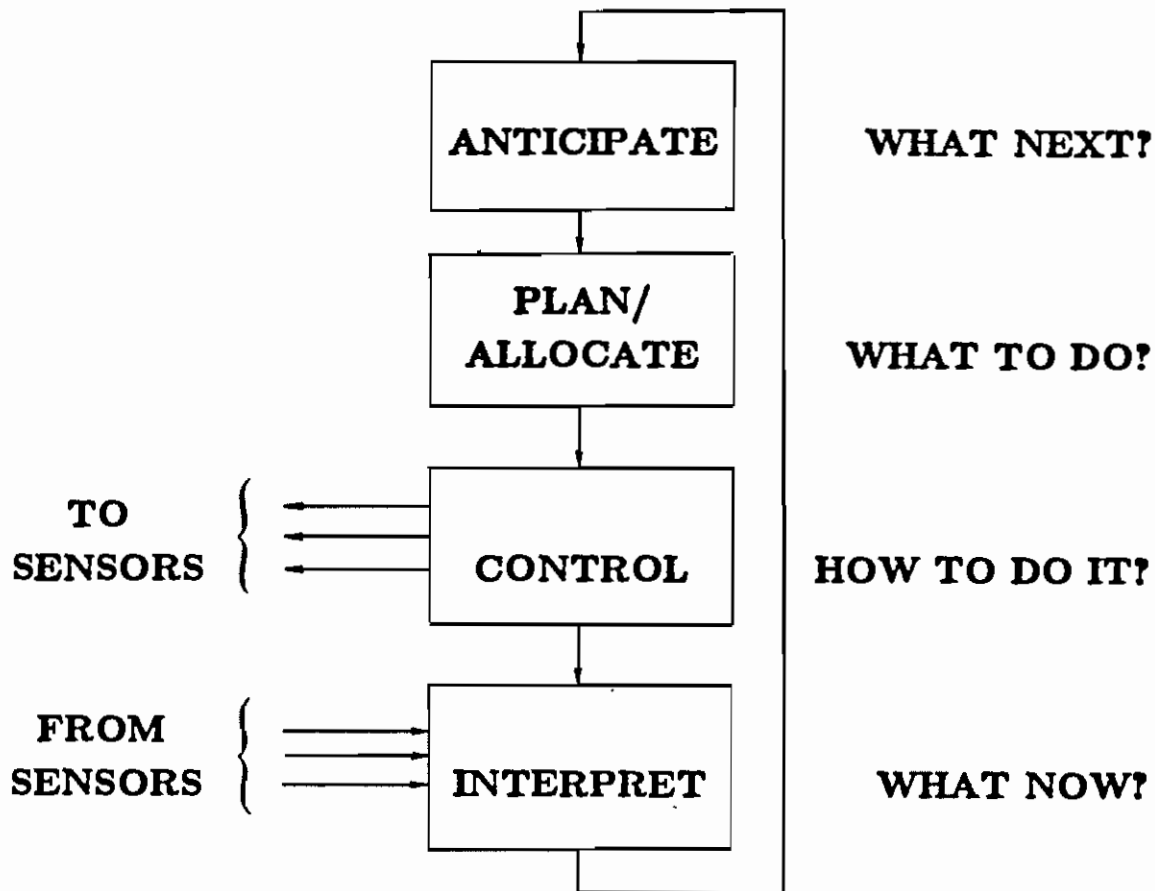 ANTICIPATE
WHAT NEXT?
PLAN/
ALLOCATE
WHAT TO DO?
TO
SENSORS
CONTROL
HOW TO DO IT?
FROM
SENSORS
INTERPRET
WHAT NOW?